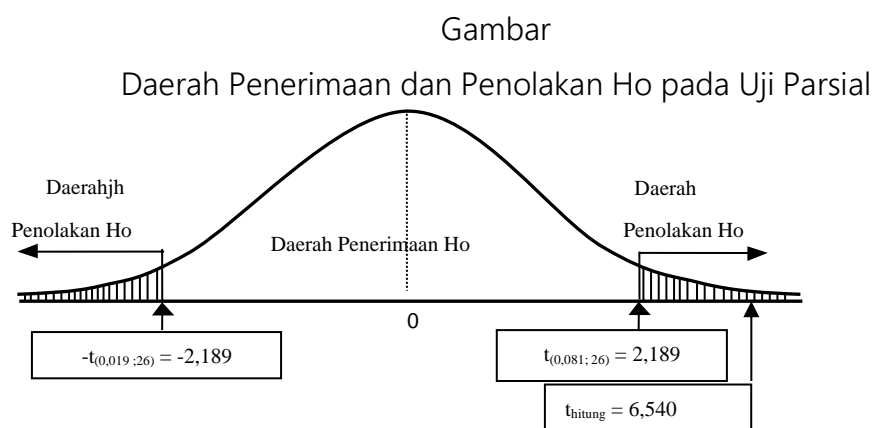 Gambar
Daerah Penerimaan dan Penolakan Ho pada Uji Parsial
Daerahjh
Penolakan Ho
Daerah Penerimaan Ho
Daerah
Penolakan Ho
0
-t(0,019 ;26) = -2,189
t(0,081; 26) = 2,189
thitung = 6,540